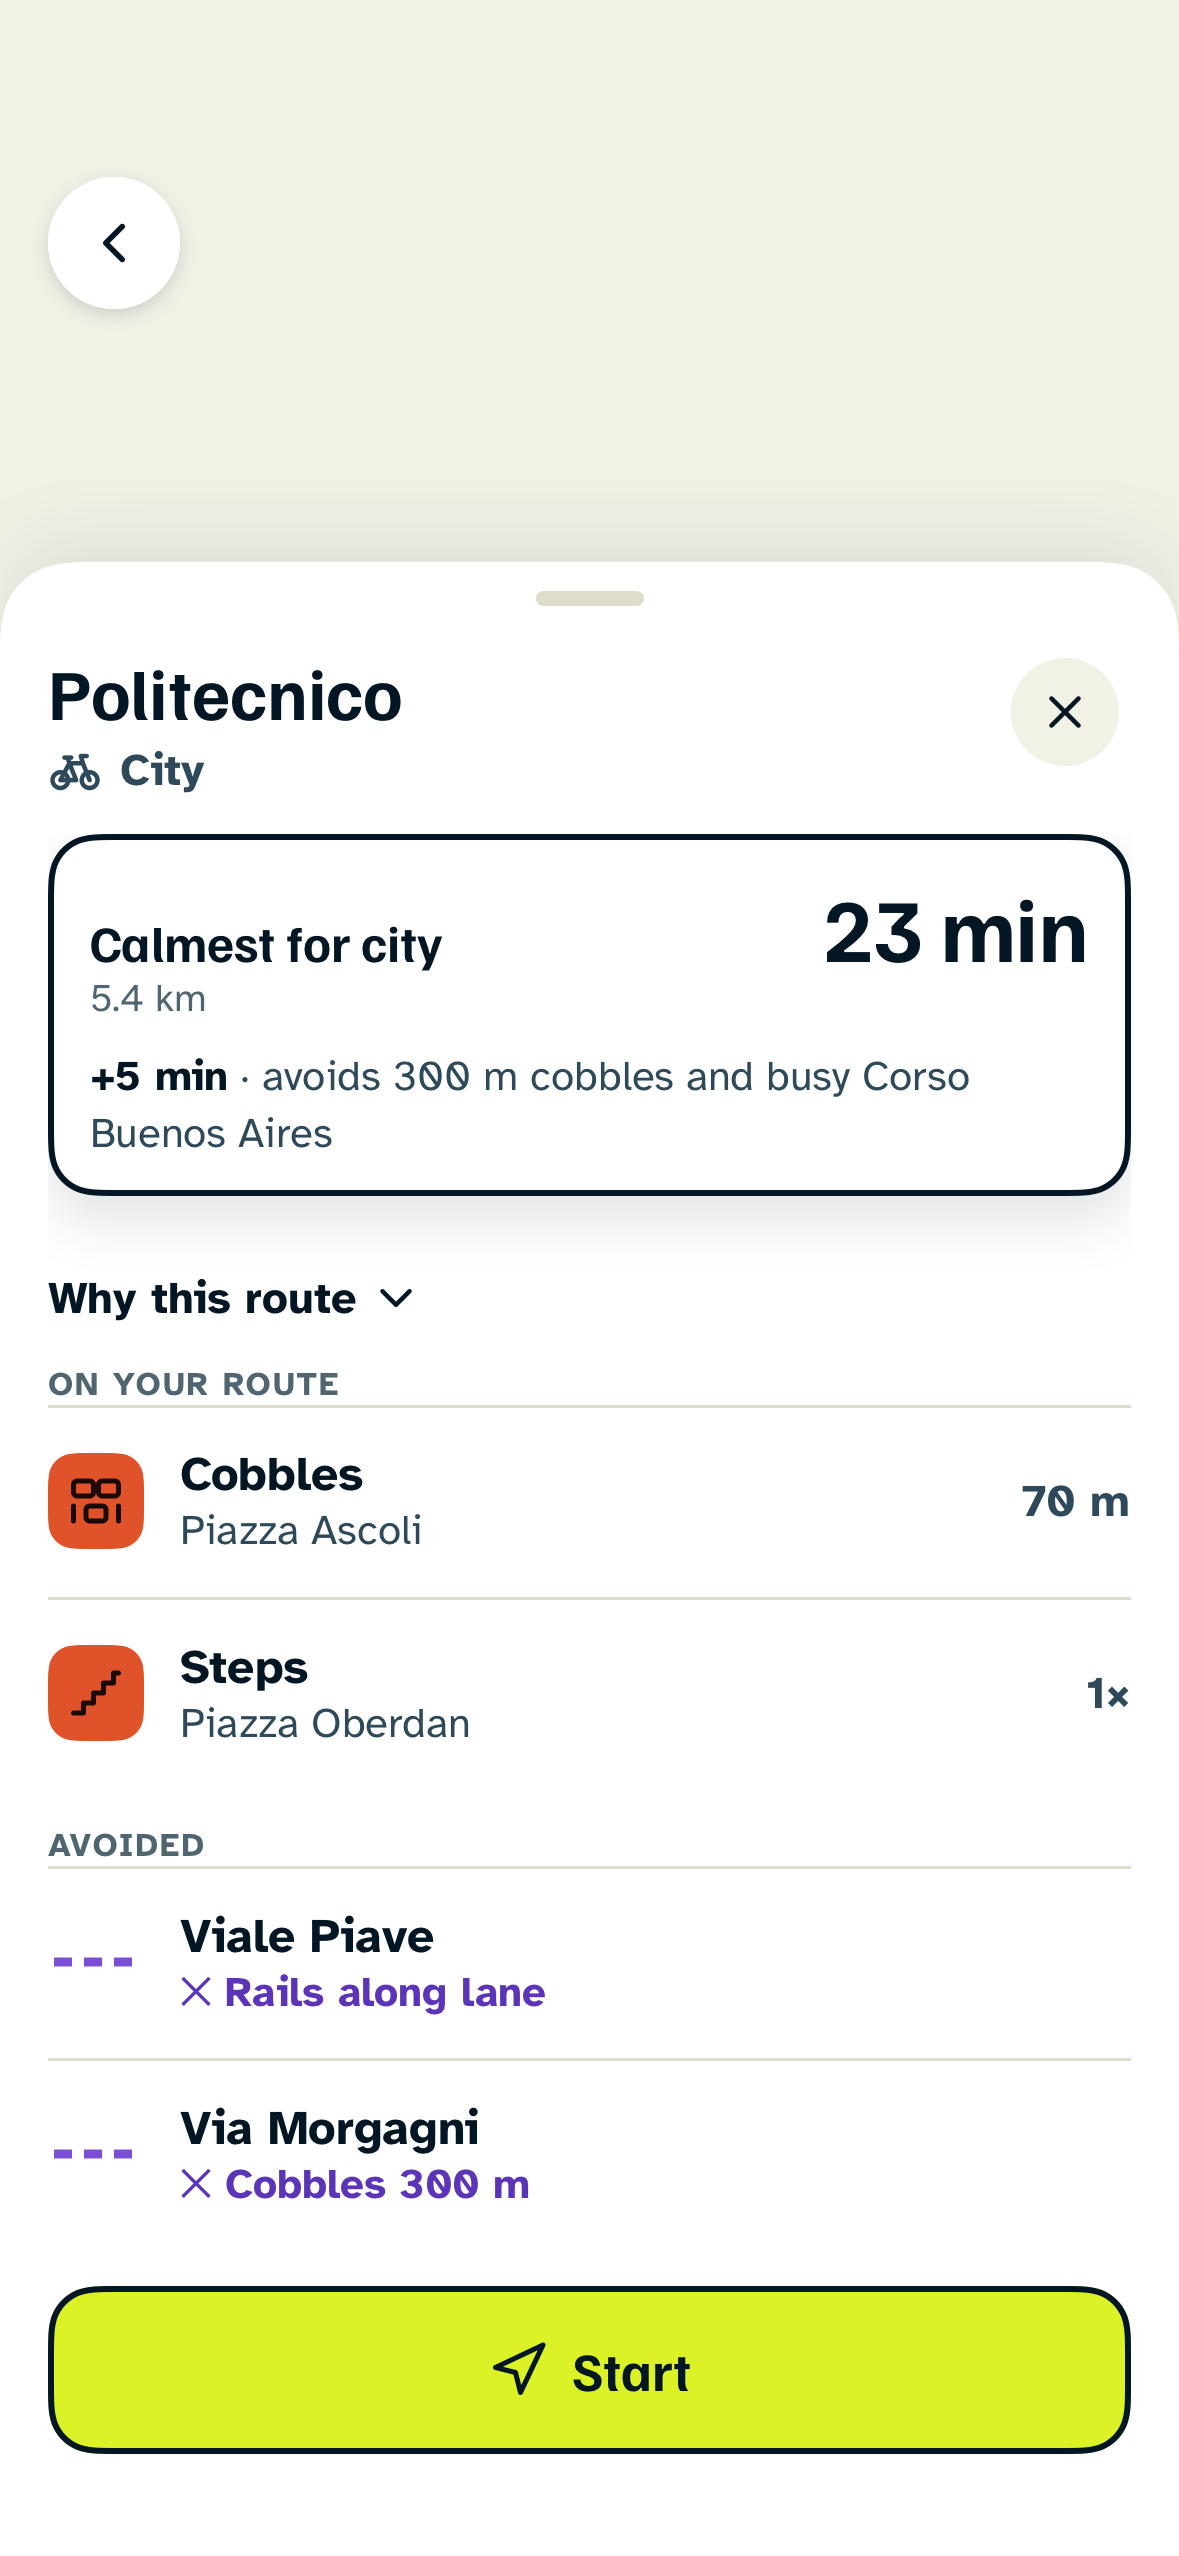 Politecnico
City
Calmest for city
23 min
5.4 km
+5 min · avoids 300 m cobbles and busy Corso
Buenos Aires
Why this route
ON YOUR ROUTE
Cobbles
Piazza Ascoli
70 m
Steps
Piazza Oberdan
1×
AVOIDED
Viale Piave
Rails along lane
Via Morgagni
Cobbles 300 m
Start